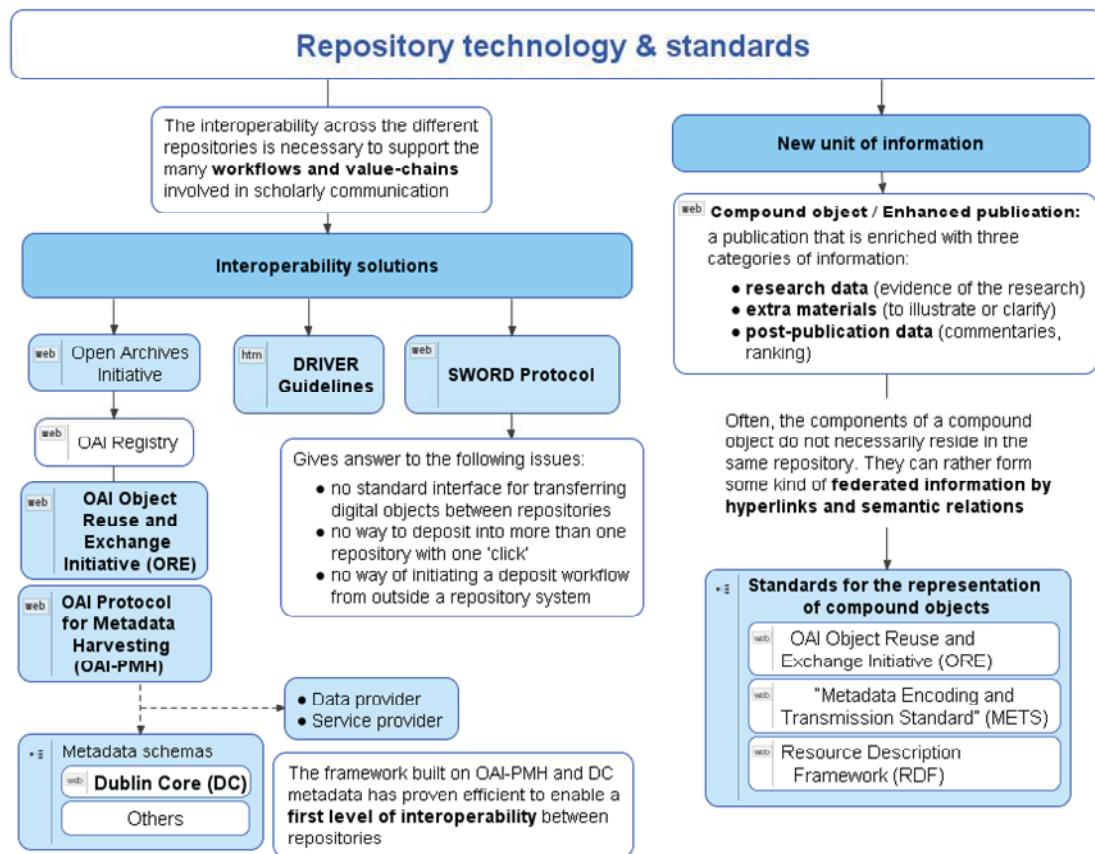 Repository technology & standards
The interoperability across the different
repositories is necessary to support the
many workflows and value-chains
involved in scholarly communication
Interoperability solutions
web
Open Archives
Initiative
web
OAI Registry
web
OAI Object
Reuse and
Exchange
Initiative (ORE)
web
OAI Protocol
for Metadata
Harvesting
(OAI-PMH)
htm
DRIVER
Guidelines
web
SWORD Protocol
Gives answer to the following issues:
● no standard interface for transferring
digital objects between repositories
● no way to deposit into more than one
repository with one 'click'
● no way of initiating a deposit workflow
from outside a repository system
● Data provider
● Service provider
Metadata schemas
web
Dublin Core (DC)
Others
The framework built on OAI-PMH and DC
metadata has proven efficient to enable a
first level of interoperability between
repositories
New unit of information
web
Compound object / Enhanced publication:
a publication that is enriched with three
categories of information:
● research data (evidence of the research)
● extra materials (to illustrate or clarify)
● post-publication data (commentaries,
ranking)
Often, the components of a compound
object do not necessarily reside in the
same repository. They can rather form
some kind of federated information by
hyperlinks and semantic relations
Standards for the representation
of compound objects
web
OAI Object Reuse and
Exchange Initiative (ORE)
web
"Metadata Encoding and
Transmission Standard" (METS)
web
Resource Description
Framework (RDF)